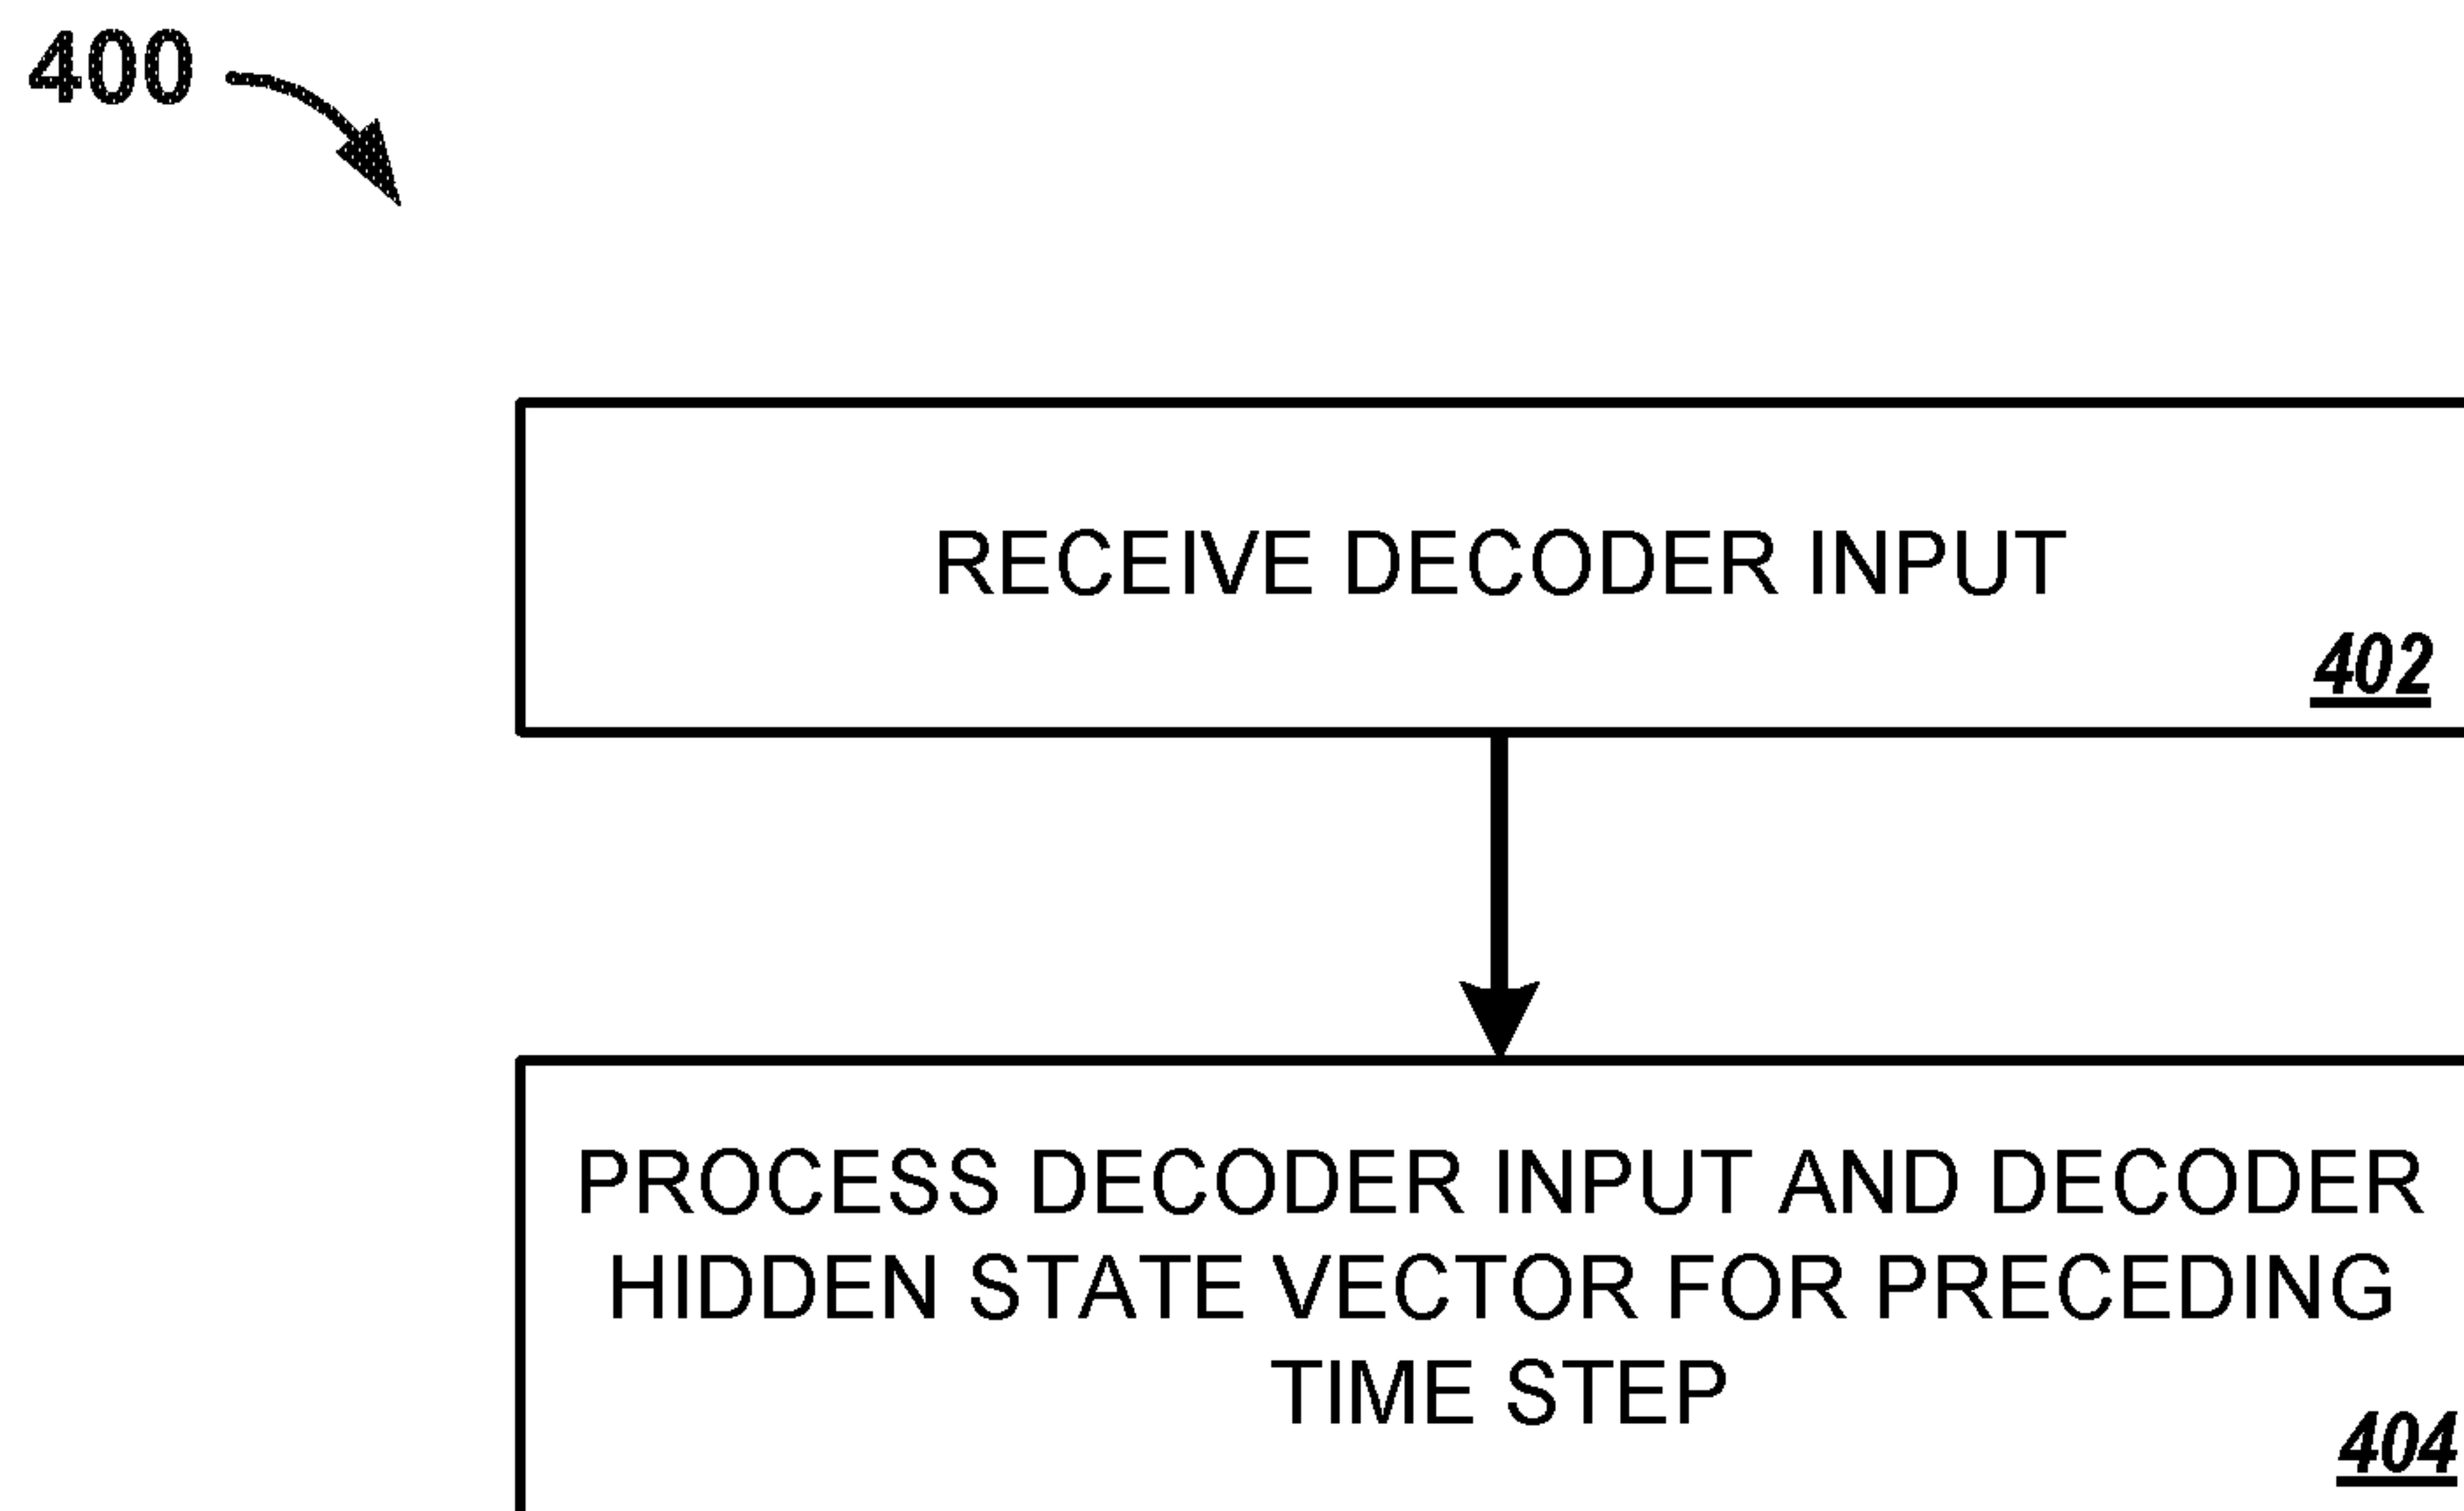 400
RECEIVE DECODER INPUT
402
PROCESS DECODER INPUT AND DECODER
HIDDEN STATE VECTOR FOR PRECEDING
TIME STEP
404